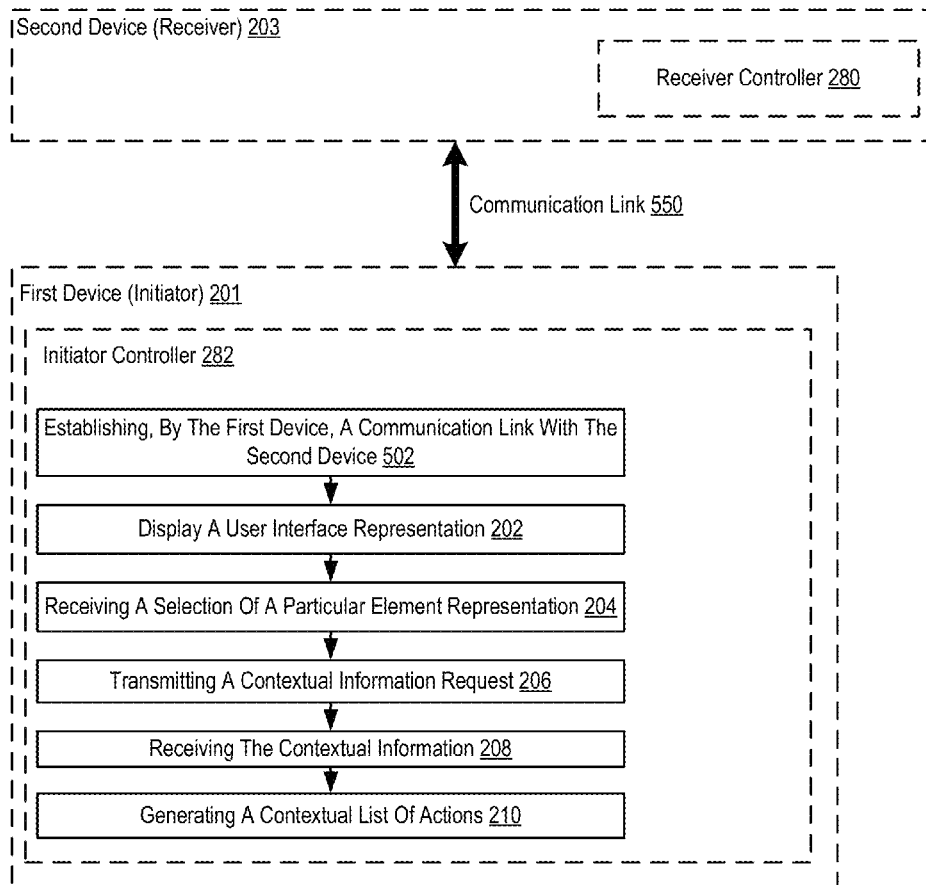 Second Device (Receiver) 203
Receiver Controller 280
Communication Link 550
First Device (Initiator) 201
Initiator Controller 282
Establishing, By The First Device, A Communication Link With The
Second Device 502
Display A User Interface Representation 202
Receiving A Selection Of A Particular Element Representation 204
Transmitting A Contextual Information Request 206
Receiving The Contextual Information 208
Generating A Contextual List Of Actions 210